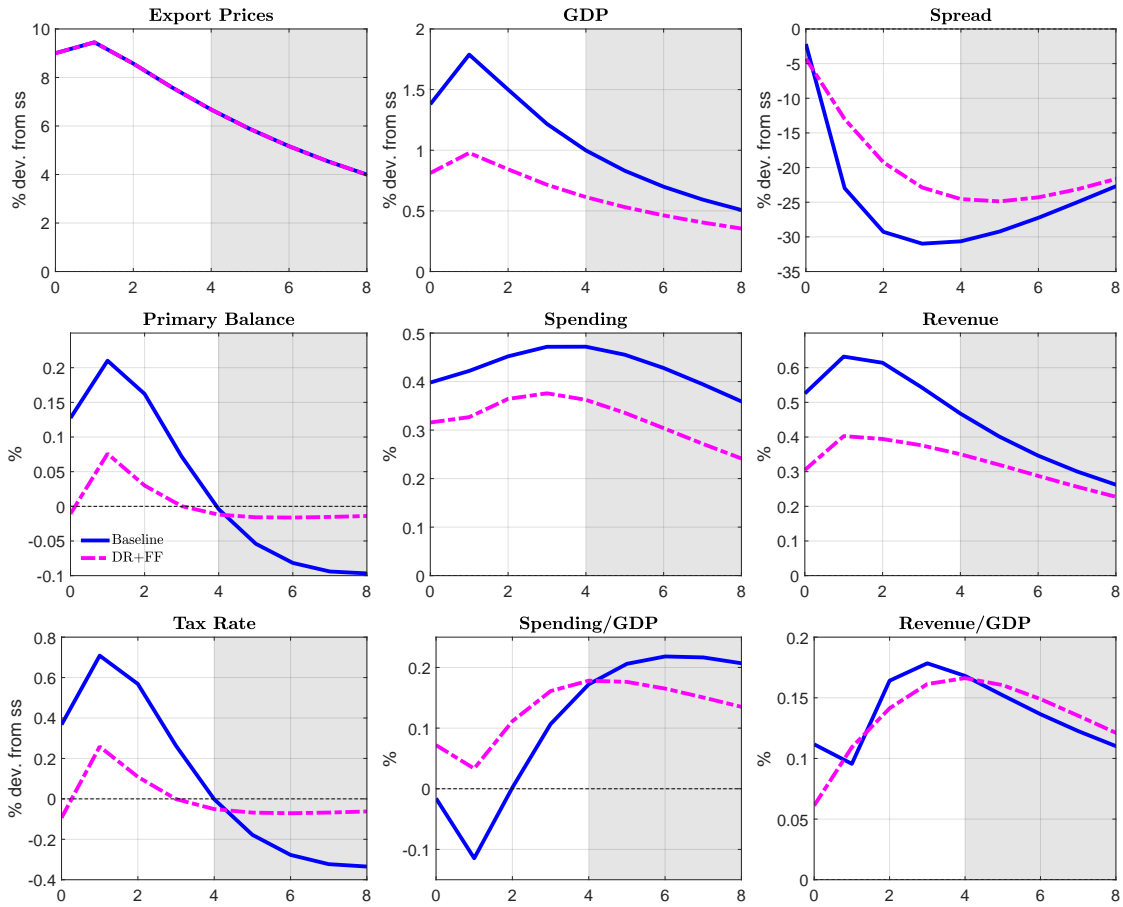 Export Prices
% dev. from ss
10
8
6
4
2
0
0 2 4 6 8
GDP
% dev. from ss
2
1.5
1
0.5
0
0 2 4 6 8
Spread
% dev. from ss
0
-5
-10
-15
-20
-25
-30
-35
0 2 4 6 8
Primary Balance
%
0.2
0.15
0.1
0.05
0
-0.05
-0.1
Baseline
DR+FF
0 2 4 6 8
Spending
%
0.5
0.4
0.3
0.2
0.1
0
0 2 4 6 8
Revenue
%
0.6
0.5
0.4
0.3
0.2
0.1
0
0 2 4 6 8
Tax Rate
% dev. from ss
0.8
0.6
0.4
0.2
0
-0.2
-0.4
0 2 4 6 8
Spending/GDP
%
0.2
0.1
0
-0.1
0 2 4 6 8
Revenue/GDP
%
0.2
0.15
0.1
0.05
0
0 2 4 6 8